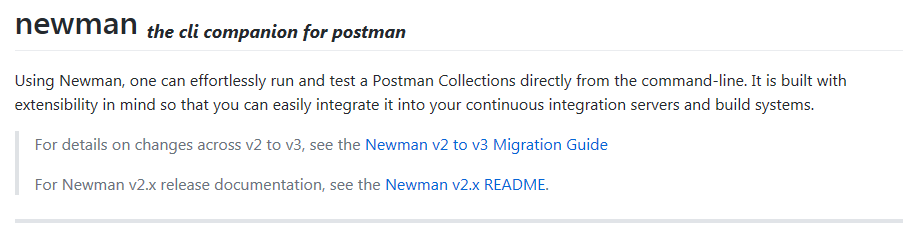 newman the cli companion for postman
Using Newman, one can effortlessly run and test a Postman Collections directly from the command-line. It is built with
extensibility in mind so that you can easily integrate it into your continuous integration servers and build systems.
For details on changes across v2 to v3, see the Newman v2 to v3 Migration Guide
For Newman v2.x release documentation, see the Newman v2.x README.